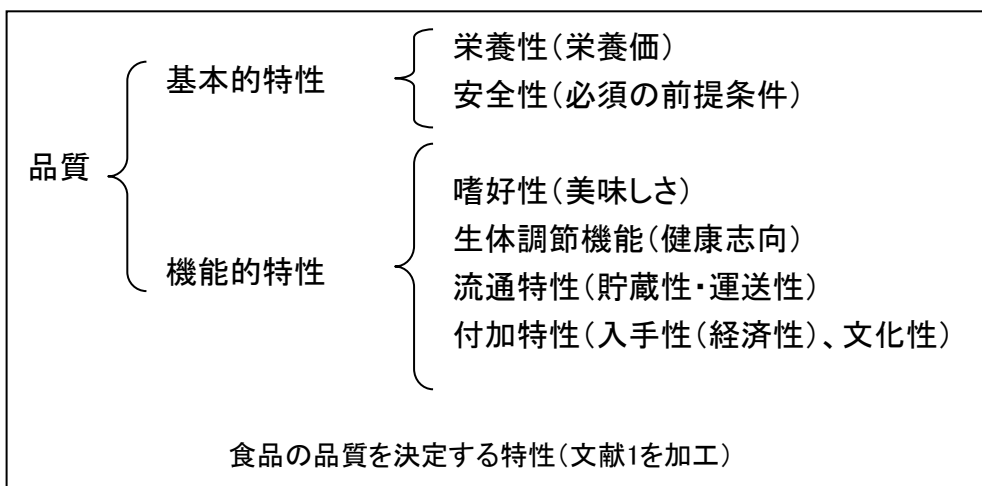 品質
基本的特性
栄養性(栄養価)
安全性(必須の前提条件)
機能的特性
嗜好性(美味しさ)
生体調節機能(健康志向)
流通特性(貯蔵性・運送性)
付加特性(入手性(経済性)、文化性)
食品の品質を決定する特性(文献1を加工)